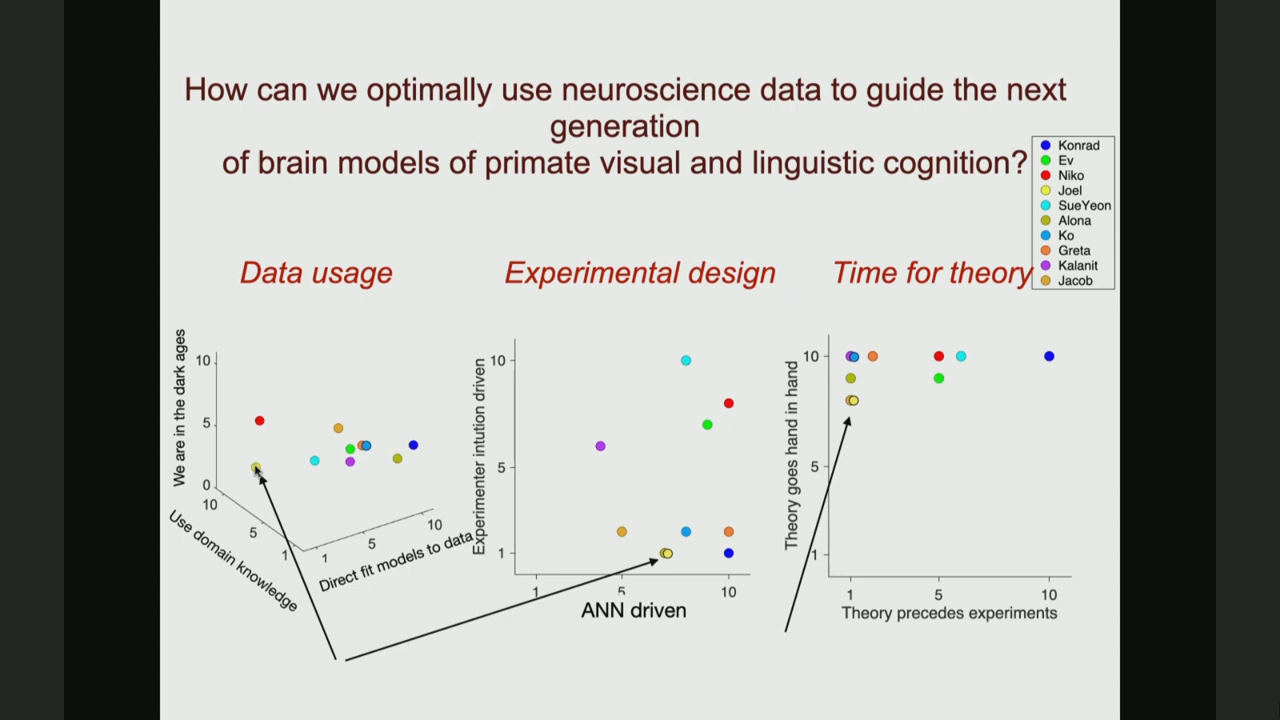 How can we optimally use neuroscience data to guide the next
generation
of brain models of primate visual and linguistic cognition?
Konrad
Ev
Niko
Joel
SueYeon
Alona
Ko
Greta
Kalanit
Jacob
Data usage
Experimental design
Time for theory
We are in the dark ages
10
5
0
10
5
1
Use domain knowledge
1
5
10
Direct fit models to data
Experimenter intution driven
10
5
1
1
5
10
ANN driven
Theory goes hand in hand
10
5
1
1
5
10
Theory precedes experiments